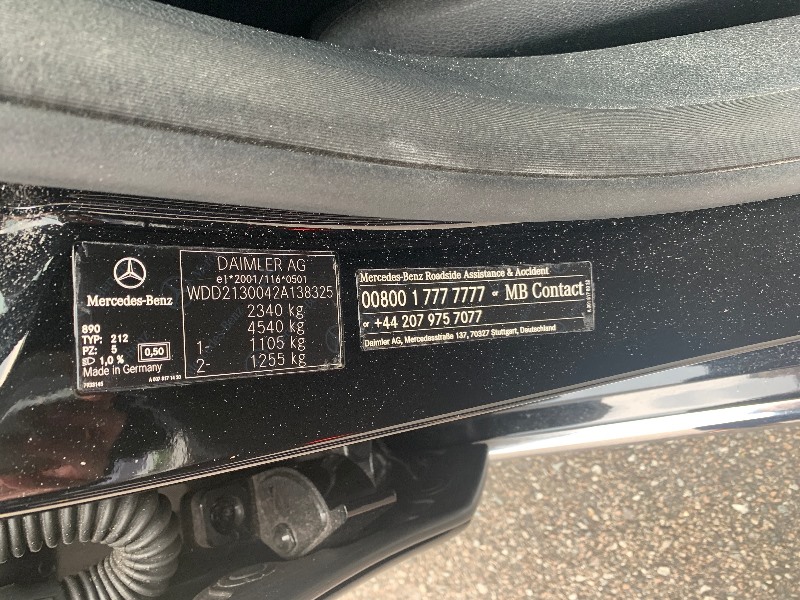 Mercedes-Benz
890
TYP: 212
PZ: 5
1,0 %
0,50
Made in Germany
DAIMLER AG
e1*2001/116*0501
WDD2130042A138325
2340 kg
4540 kg
1- 1105 kg
2- 1255 kg
Mercedes-Benz Roadside Assistance & Accident
00800 1 777 7777 or MB Contact
or +44 207 975 7077
Daimler AG, Mercedesstraße 137, 70327 Stuttgart, Deutschland